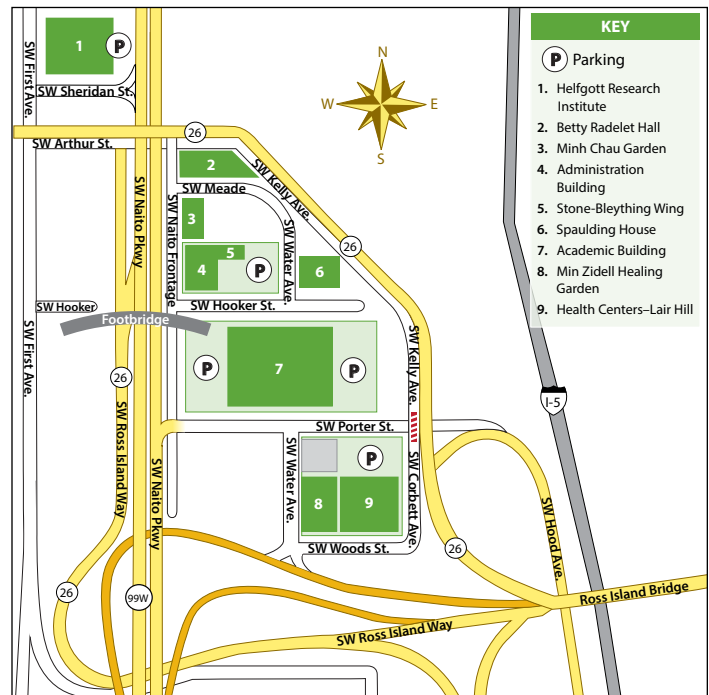 KEY
P Parking
1. Helfgott Research
Institute
2. Betty Radelet Hall
3. Minh Chau Garden
4. Administration
Building
5. Stone-Bleything Wing
6. Spaulding House
7. Academic Building
8. Min Zidell Healing
Garden
9. Health Centers–Lair Hill
N
W E
S
1
P
SW First Ave.
SW Sheridan St.
26
SW Arthur St.
2
SW Kelly Ave.
SW Meade
SW Naito Pkwy
SW Naito Frontage
3
SW Water Ave.
26
5
4
P
6
SW Hooker
SW Hooker St.
Footbridge
SW First Ave.
P
7
P
SW Kelly Ave.
26
I-5
SW Ross Island Way
SW Naito Pkwy
SW Porter St.
SW Water Ave.
P
SW Corbett Ave.
8
9
SW Hood Ave.
SW Woods St.
26
26
99W
Ross Island Bridge
SW Ross Island Way